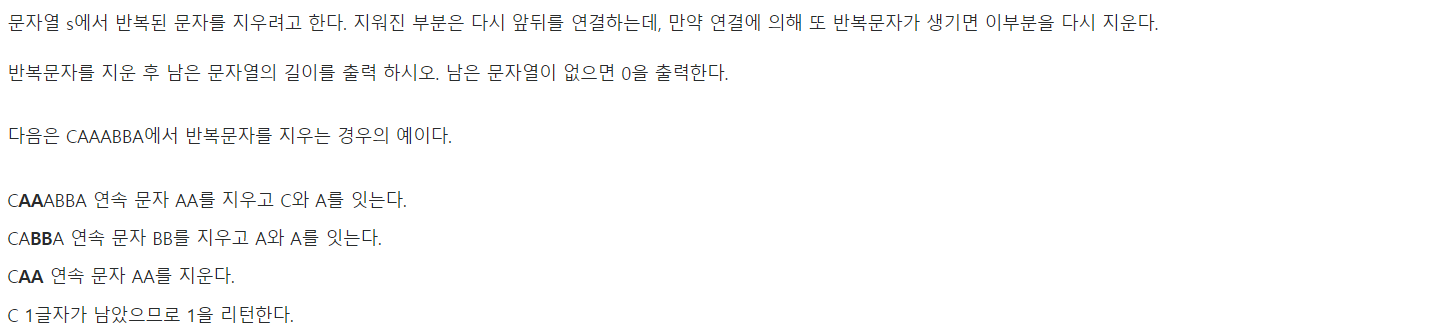 문자열 s에서 반복된 문자를 지우려고 한다. 지워진 부분은 다시 앞뒤를 연결하는데, 만약 연결에 의해 또 반복문자가 생기면 이부분을 다시 지운다.
반복문자를 지운 후 남은 문자열의 길이를 출력 하시오. 남은 문자열이 없으면 0을 출력한다.
다음은 CAAABBA에서 반복문자를 지우는 경우의 예이다.
CAAABBA 연속 문자 AA를 지우고 C와 A를 잇는다.
CABBA 연속 문자 BB를 지우고 A와 A를 잇는다.
CAA 연속 문자 AA를 지운다.
C 1글자가 남았으므로 1을 리턴한다.